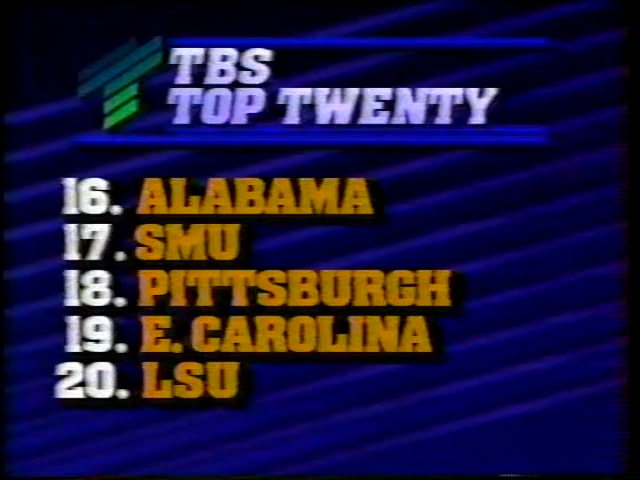 TBS
TOP TWENTY
16. ALABAMA
17. SMU
18. PITTSBURGH
19. E. CAROLINA
20. LSU